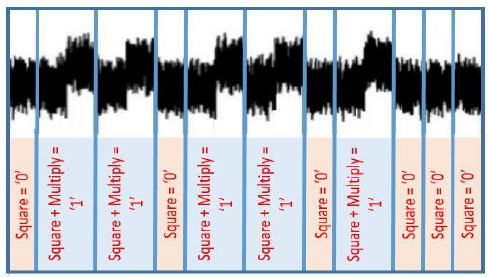 Square = ‘0’
Square + Multiply =
‘1’
Square + Multiply =
‘1’
Square = ‘0’
Square + Multiply =
‘1’
Square + Multiply =
‘1’
Square = ‘0’
Square + Multiply =
‘1’
Square = ‘0’
Square = ‘0’
Square = ‘0’